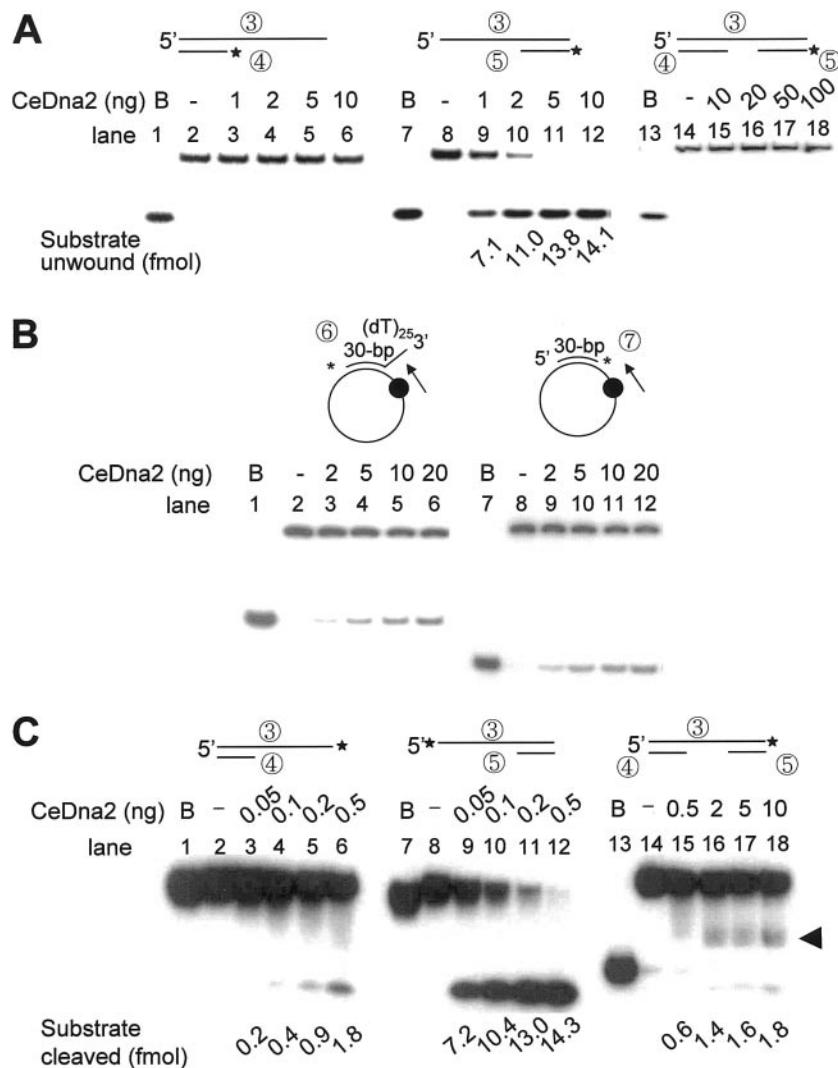 A
③ ③ ③
5' 5' 5'
★④ ⑤ ★ ④ ★⑤
CeDna2 (ng) B - 1 2 5 10 B - 1 2 5 10 B - 10 20 50 100
lane 1 2 3 4 5 6 7 8 9 10 11 12 13 14 15 16 17 18
Substrate
unwound (fmol) 7.1 11.0 13.8 14.1
B
⑥ (dT)25 3' 5' 30-bp ⑦
* 30-bp *
CeDna2 (ng) B - 2 5 10 20 B - 2 5 10 20
lane 1 2 3 4 5 6 7 8 9 10 11 12
C
③ ③ ③
5' ★ 5'★ 5' ★
④ ⑤ ④ ⑤
CeDna2 (ng) B - 0.05 0.1 0.2 0.5 B - 0.05 0.1 0.2 0.5 B - 0.5 2 5 10
lane 1 2 3 4 5 6 7 8 9 10 11 12 13 14 15 16 17 18
Substrate
cleaved (fmol) 0.2 0.4 0.9 1.8 7.2 10.4 13.0 14.3 0.6 1.4 1.6 1.8